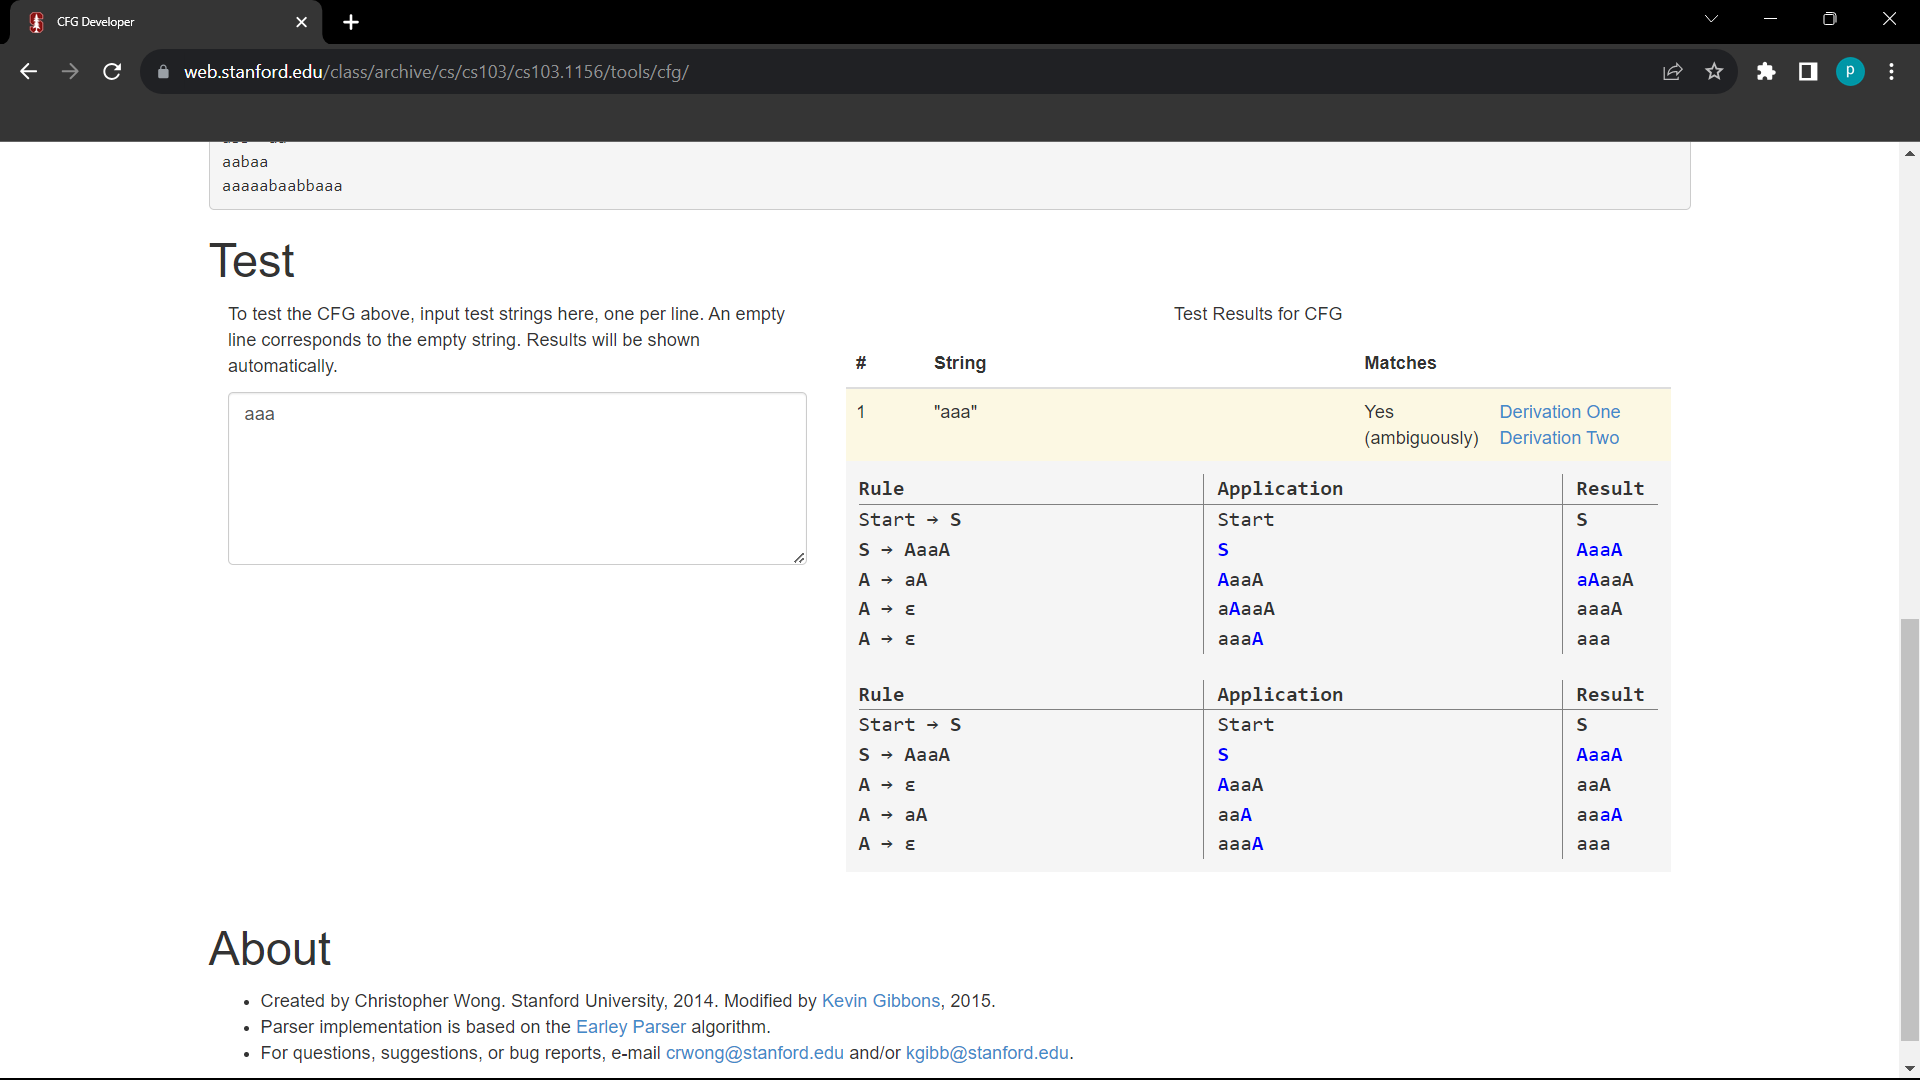 CFG Developer
web.stanford.edu/class/archive/cs/cs103/cs103.1156/tools/cfg/
P
aabaa
aaaaabaabbaaa
Test
To test the CFG above, input test strings here, one per line. An empty
line corresponds to the empty string. Results will be shown
automatically.
aaa
Test Results for CFG
# String Matches
1 "aaa" Yes Derivation One
(ambiguously) Derivation Two
Rule Application Result
Start → S Start S
S → AaaA S AaaA
A → aA AaaA aAaaA
A → ε aAaaA aaaA
A → ε aaaA aaa
Rule Application Result
Start → S Start S
S → AaaA S AaaA
A → ε AaaA aaA
A → aA aaA aaaA
A → ε aaaA aaa
About
• Created by Christopher Wong. Stanford University, 2014. Modified by Kevin Gibbons, 2015.
• Parser implementation is based on the Earley Parser algorithm.
• For questions, suggestions, or bug reports, e-mail crwong@stanford.edu and/or kgibb@stanford.edu.